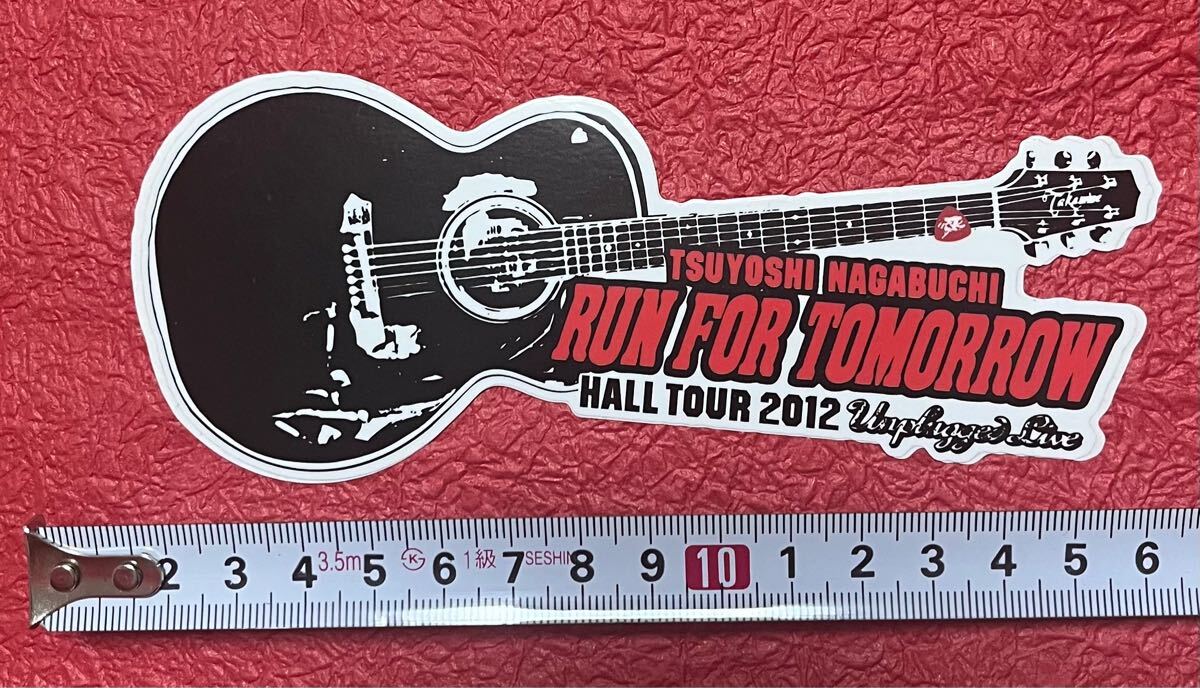 Takamine
TSUYOSHI NAGABUCHI
RUN FOR TOMORROW
HALL TOUR 2012 Unplugged Live
2 3 4 3.5m 5 K 6 1級 7 SESHIN 8 9 10 1 2 3 4 5 6